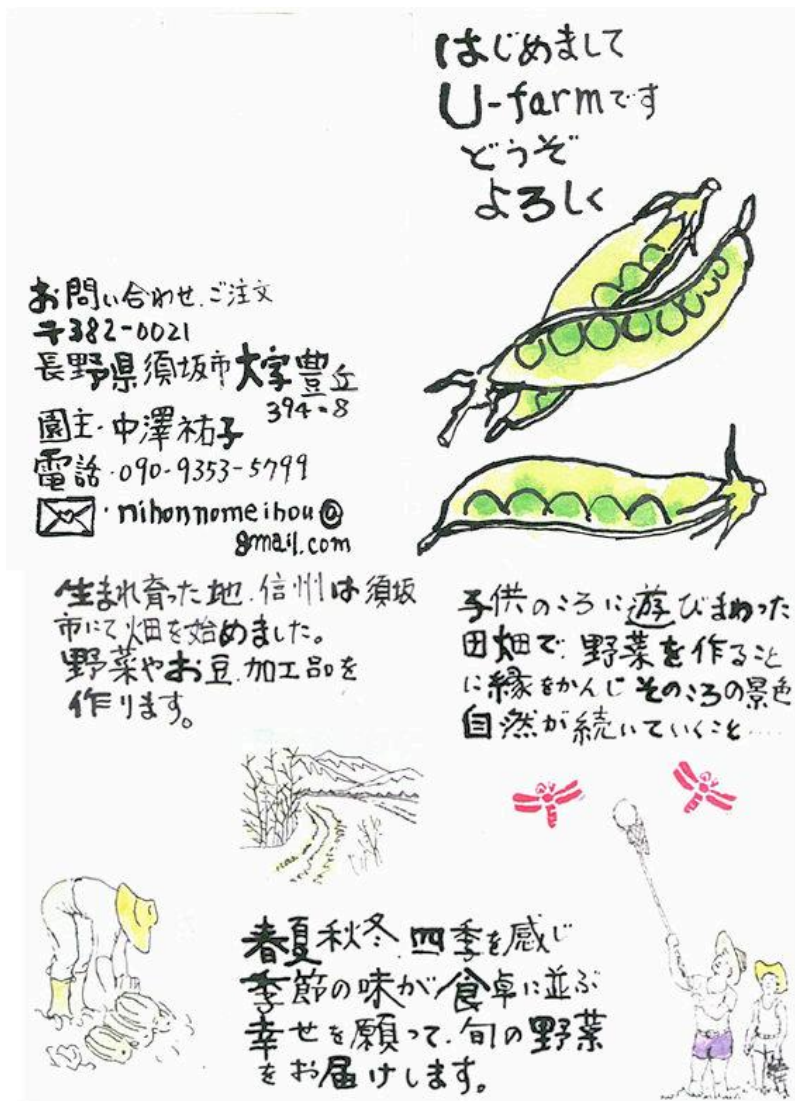 はじめまして
U-farmです
どうぞ
よろしく
お問い合わせ.ご注文
〒382-0021
長野県須坂市大字豊丘
394-8
園主・中澤祐子
電話・090-9353-5799
・nihonnomeihou@
gmail.com
生まれ育った地.信州は須坂
市にて畑を始めました。
野菜やお豆.加工品を
作ります。
子供のころに遊びまわった
田畑で.野菜を作ること
に縁をかんじそのころの景色
自然が続いていくこと....
春夏秋冬.四季を感じ
季節の味が食卓に並ぶ
幸せを願って.旬の野菜
をお届けします。